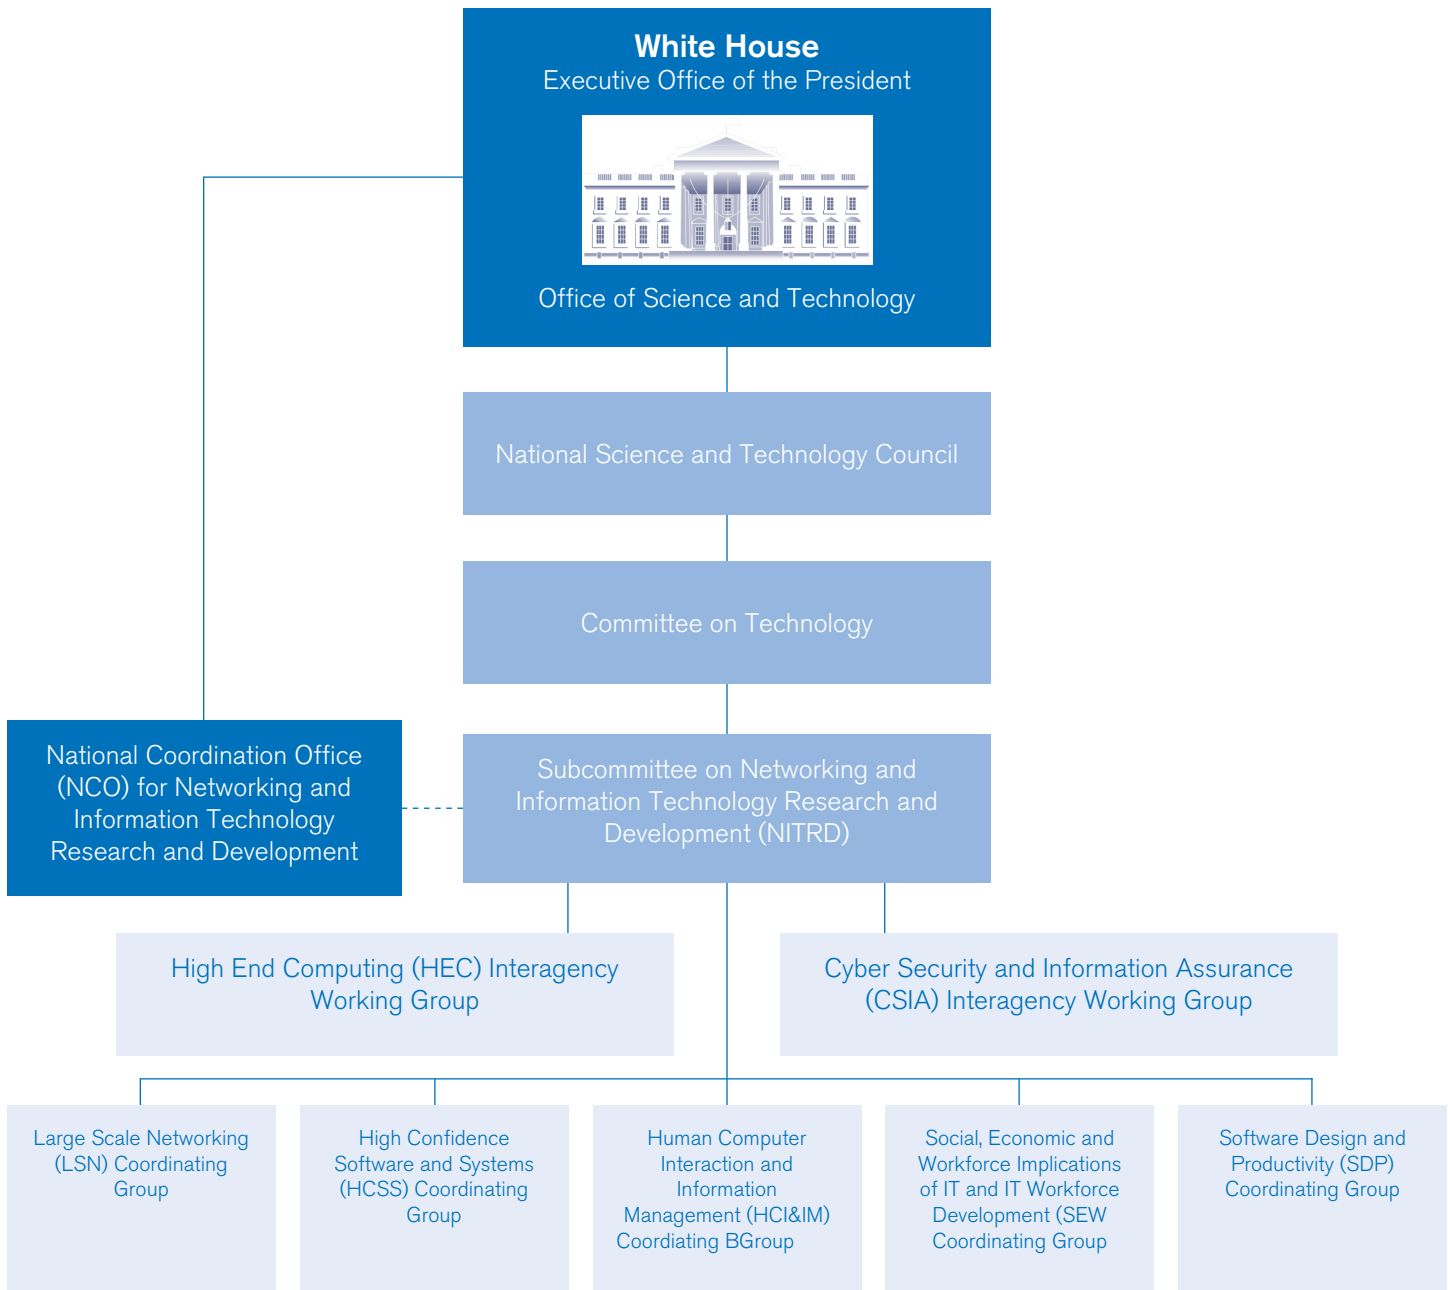 White House
Executive Office of the President
Office of Science and Technology
National Science and Technology Council
Committee on Technology
National Coordination Office
(NCO) for Networking and
Information Technology
Research and Development
Subcommittee on Networking and
Information Technology Research and
Development (NITRD)
High End Computing (HEC) Interagency
Working Group
Cyber Security and Information Assurance
(CSIA) Interagency Working Group
Large Scale Networking
(LSN) Coordinating
Group
High Confidence
Software and Systems
(HCSS) Coordinating
Group
Human Computer
Interaction and
Information
Management (HCI&IM)
Coordiating BGroup
Social, Economic and
Workforce Implications
of IT and IT Workforce
Development (SEW
Coordinating Group
Software Design and
Productivity (SDP)
Coordinating Group